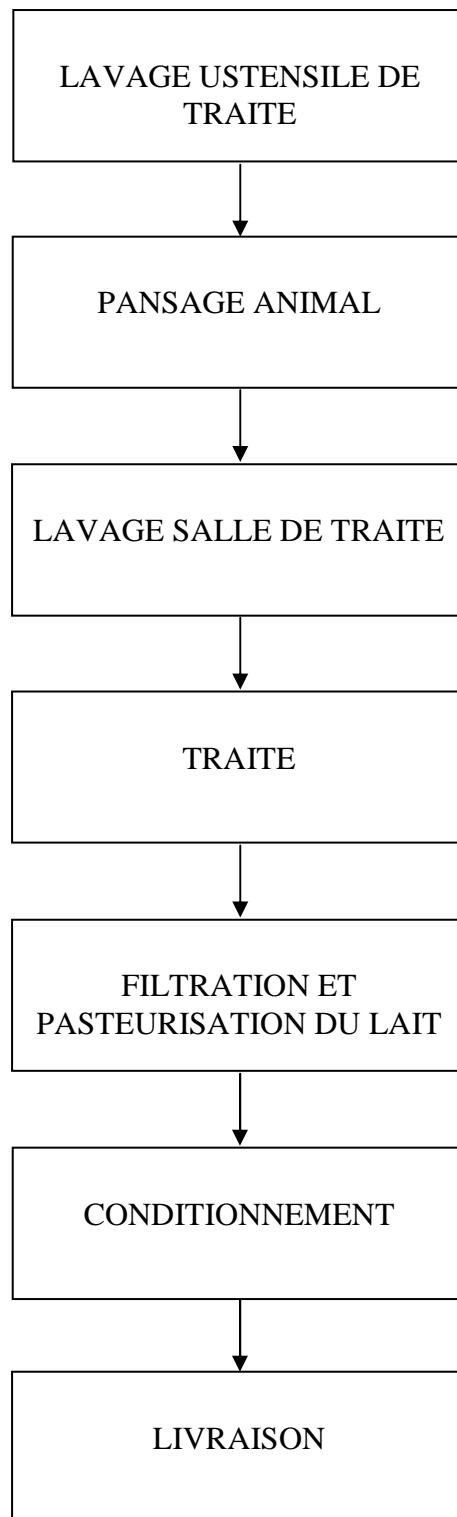 LAVAGE USTENSILE DE
TRAITE
PANSAGE ANIMAL
LAVAGE SALLE DE TRAITE
TRAITE
FILTRATION ET
PASTEURISATION DU LAIT
CONDITIONNEMENT
LIVRAISON